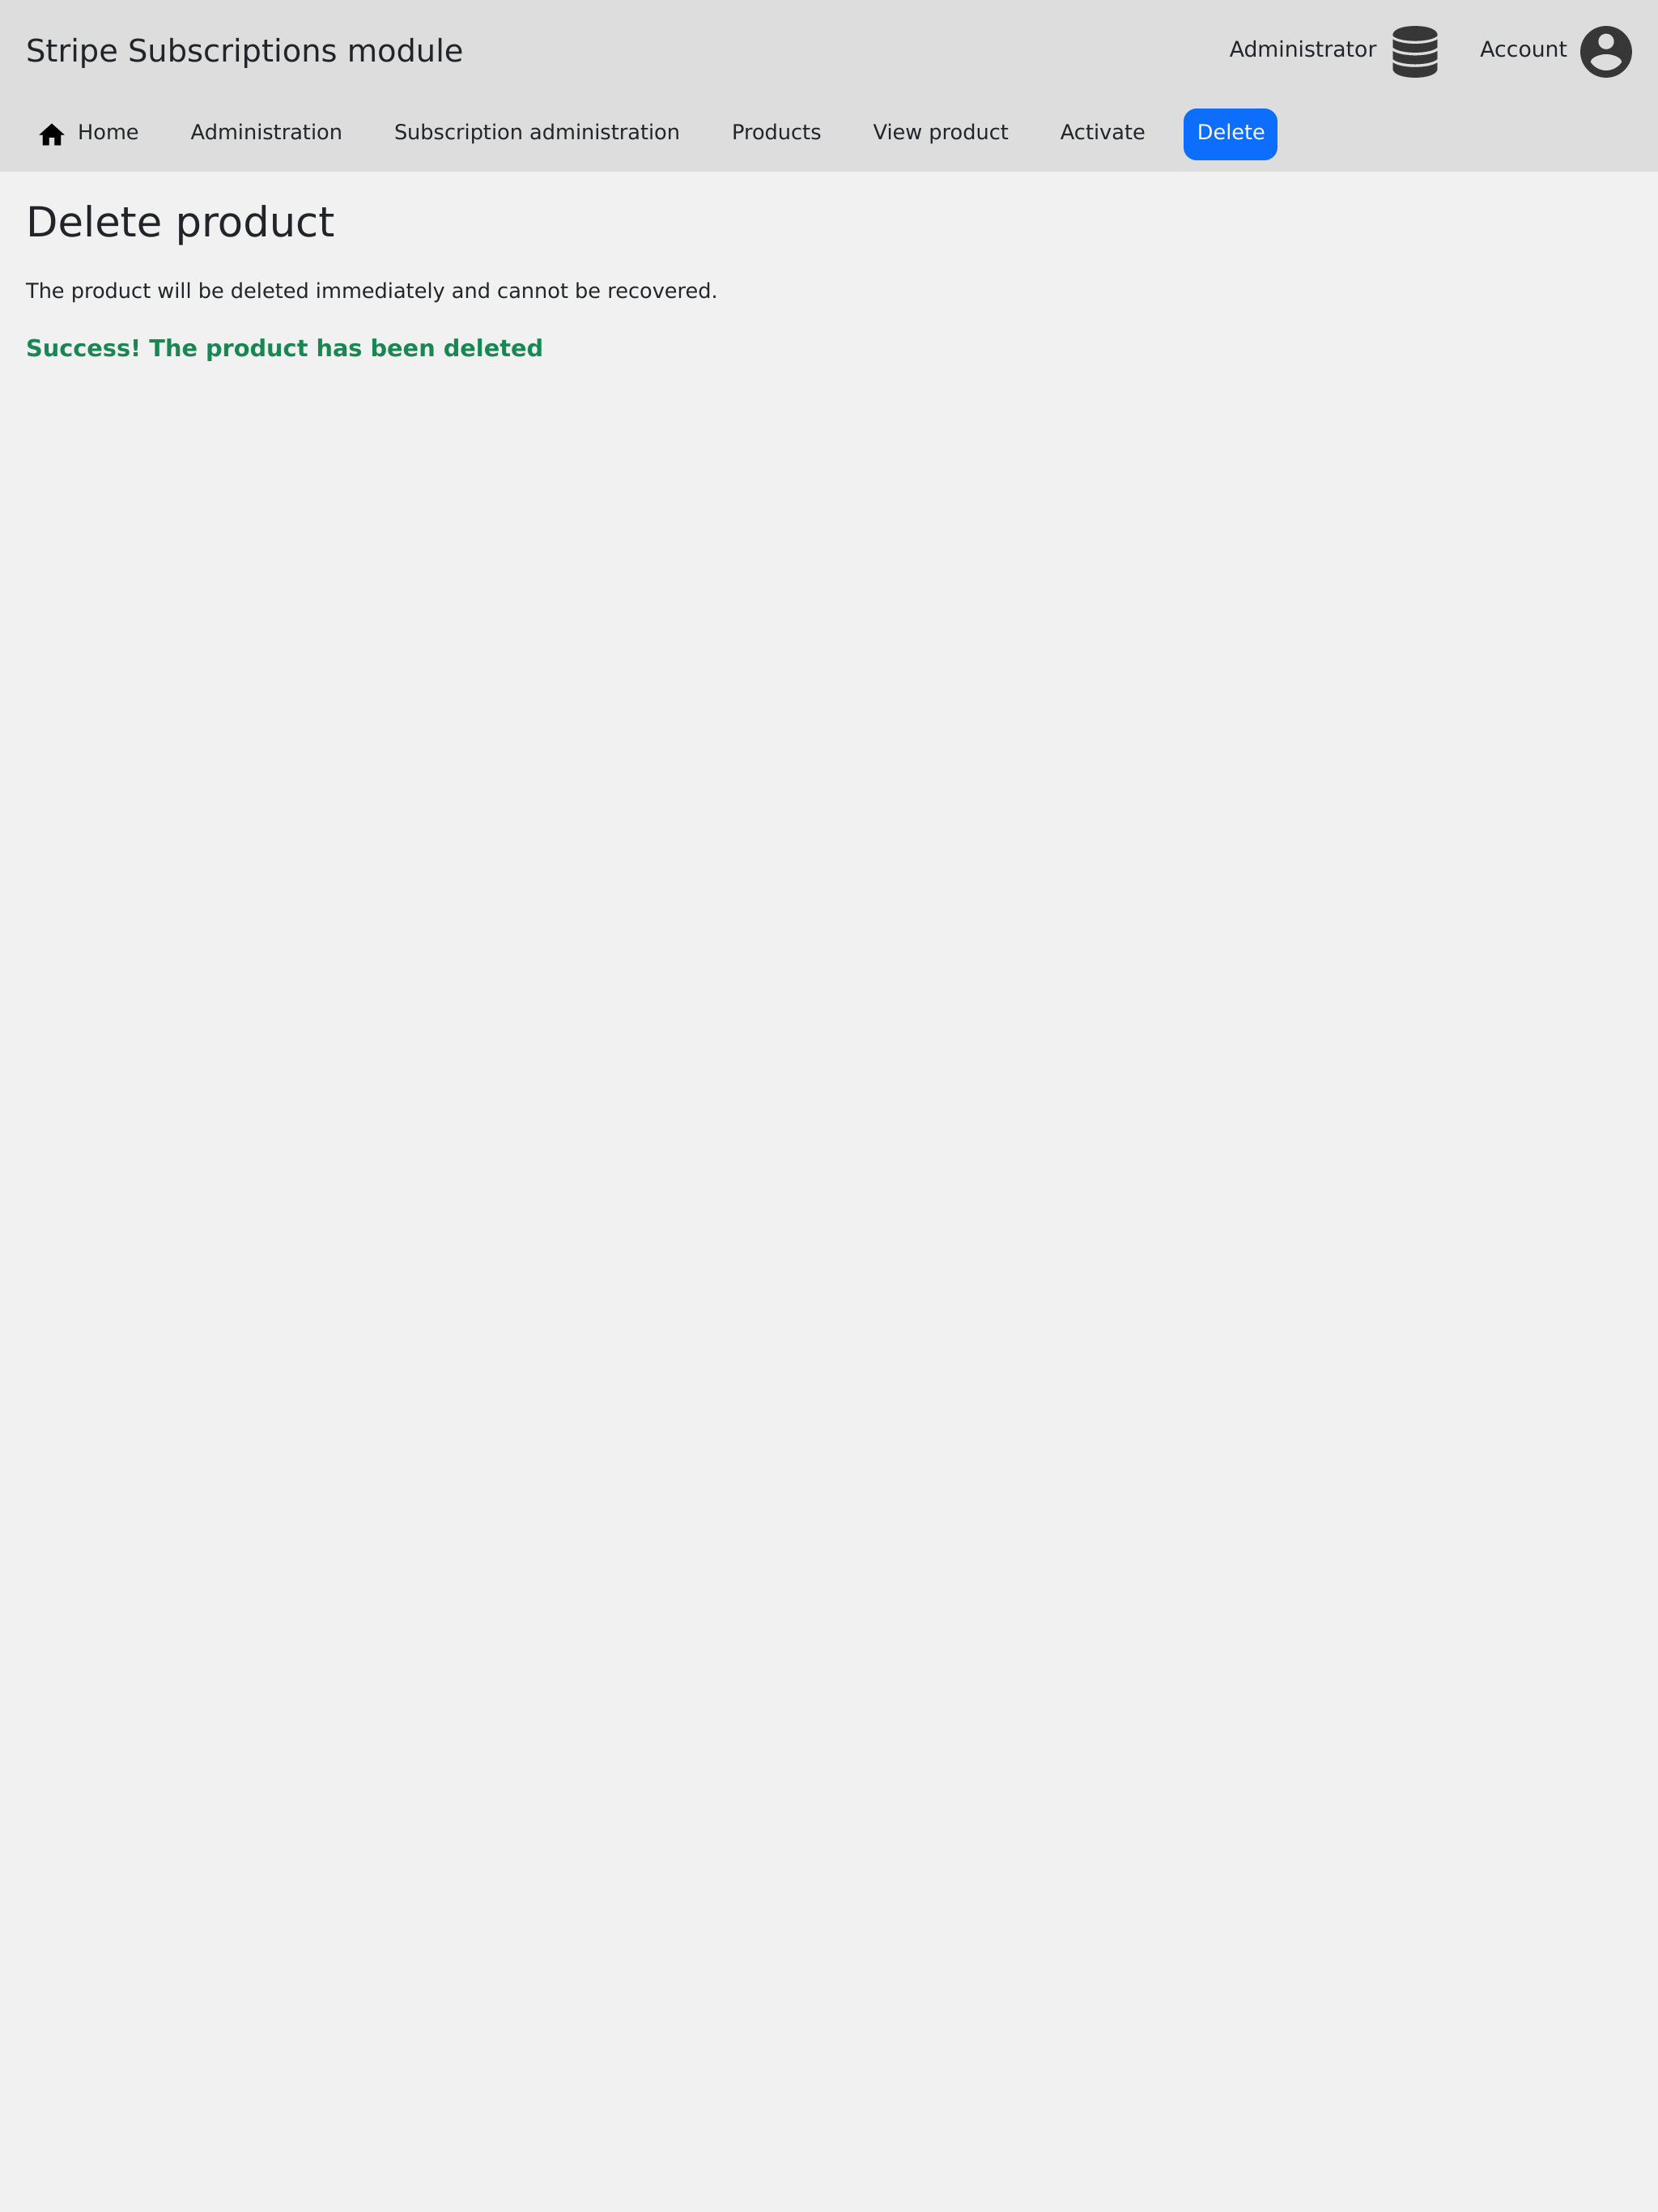 Stripe Subscriptions module
Administrator
Account
Home
Administration
Subscription administration
Products
View product
Activate
Delete
Delete product
The product will be deleted immediately and cannot be recovered.
Success! The product has been deleted